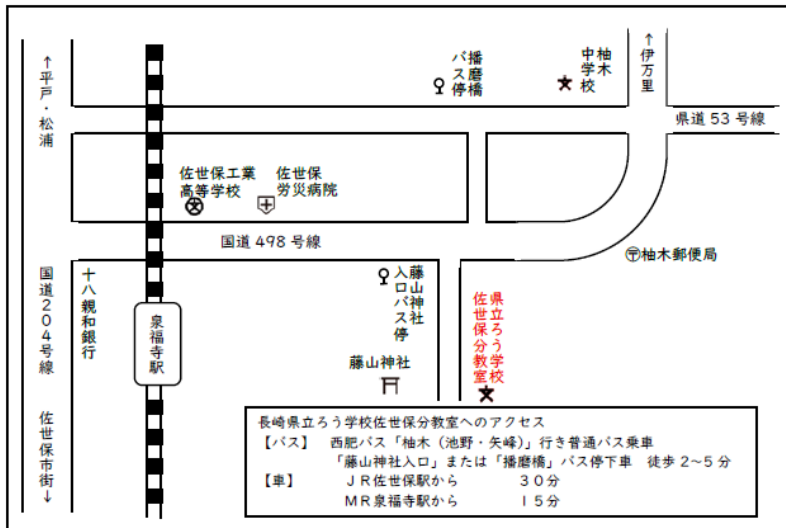 ↑伊万里
播磨橋
バス停
柚木
中学校
↑平戸・松浦
県道53号線
佐世保工業
高等学校
佐世保
労災病院
国道498号線
〒柚木郵便局
藤山神社
入口バス停
国道204号線
十八親和銀行
県立ろう学校
佐世保分教室
泉福寺駅
藤山神社
佐世保市街↓
長崎県立ろう学校佐世保分教室へのアクセス
【バス】 西肥バス「柚木（池野・矢峰）」行き普通バス乗車
「藤山神社入口」または「播磨橋」バス停下車 徒歩2~5分
【車】 JR佐世保駅から 30分
MR泉福寺駅から 15分